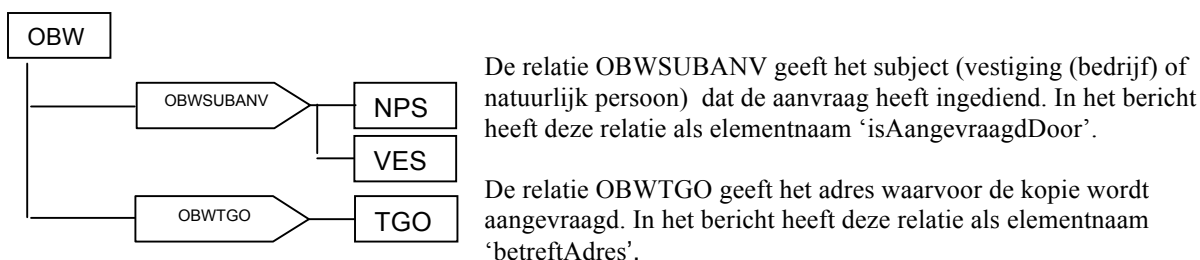 OBW
OBWSUBANV
NPS
VES
OBWTGO
TGO
De relatie OBWSUBANV geeft het subject (vestiging (bedrijf) of
natuurlijk persoon) dat de aanvraag heeft ingediend. In het bericht
heeft deze relatie als elementnaam ‘isAangevraagdDoor’.
De relatie OBWTGO geeft het adres waarvoor de kopie wordt
aangevraagd. In het bericht heeft deze relatie als elementnaam
‘betreftAdres’.